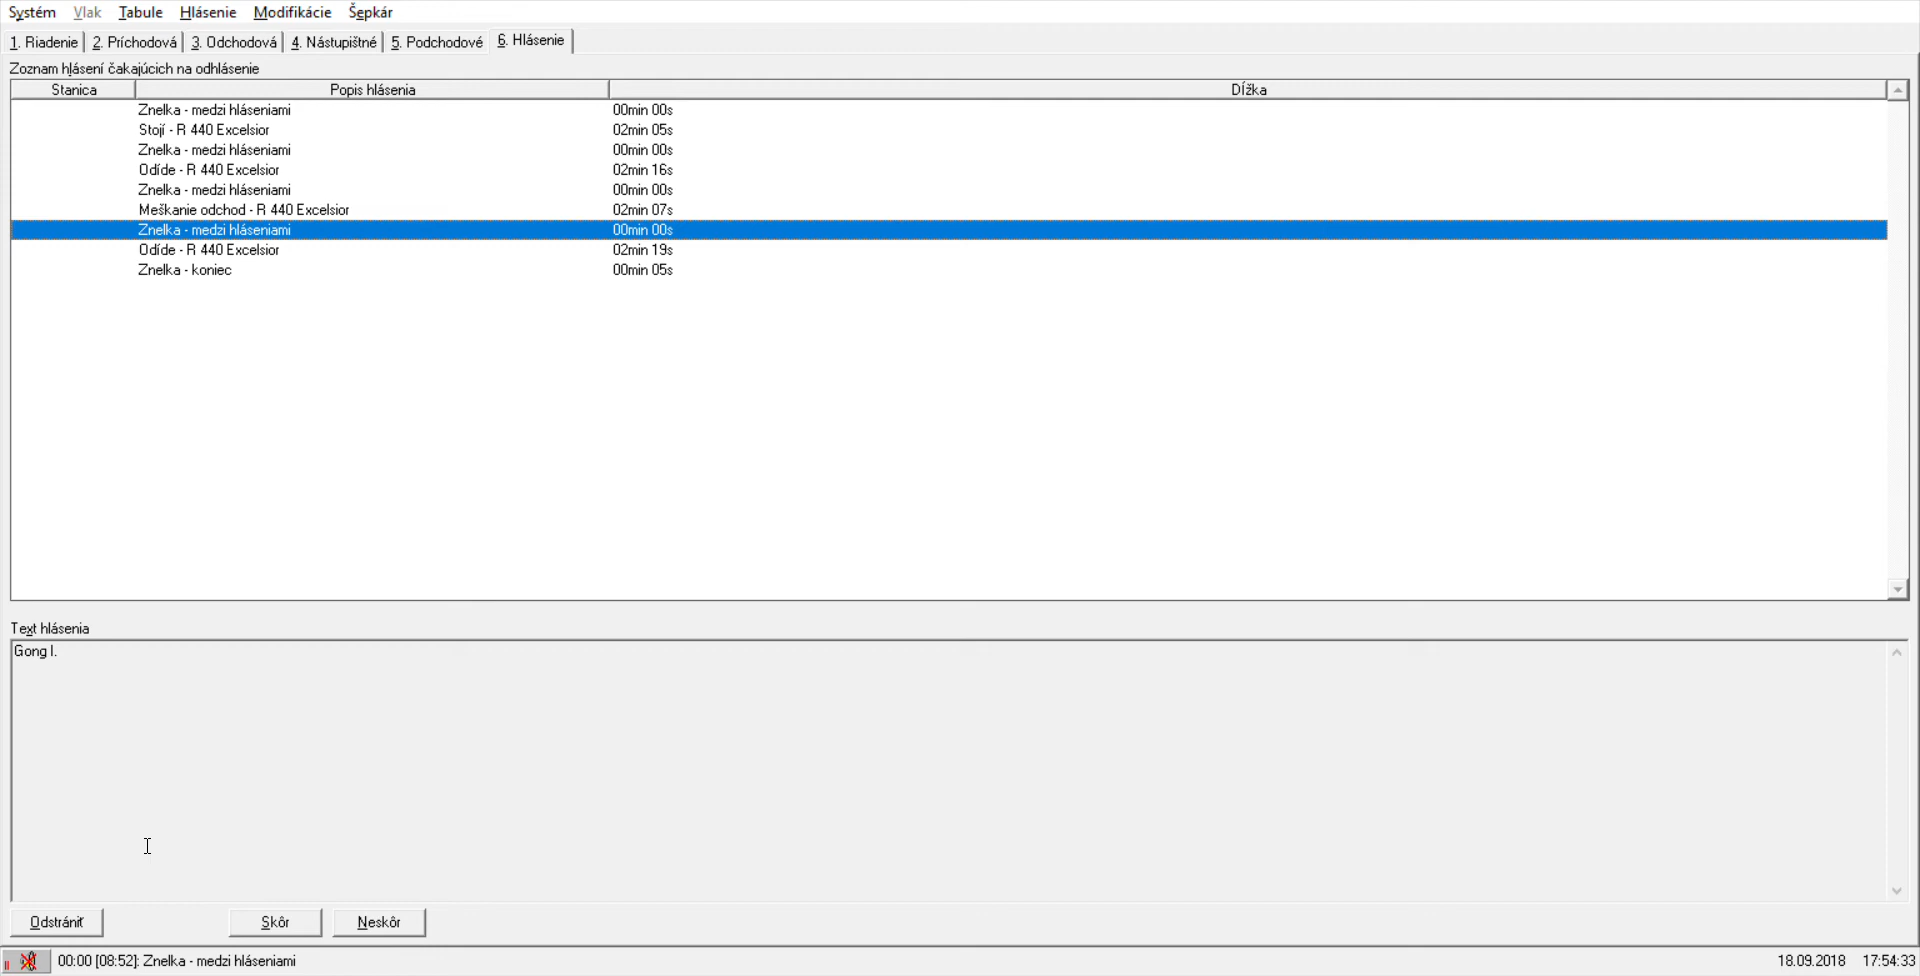 Systém Vlak Tabule Hlásenie Modifikácie Šepkár
1. Riadenie 2. Príchodová 3. Odchodová 4. Nástupištné 5. Podchodové 6. Hlásenie
Zoznam hlásení čakajúcich na odhlásenie
Stanica Popis hlásenia Dĺžka
Znelka - medzi hláseniami 00min 00s
Stojí - R 440 Excelsior 02min 05s
Znelka - medzi hláseniami 00min 00s
Odíde - R 440 Excelsior 02min 16s
Znelka - medzi hláseniami 00min 00s
Meškanie odchod - R 440 Excelsior 02min 07s
Znelka - medzi hláseniami 00min 00s
Odíde - R 440 Excelsior 02min 19s
Znelka - koniec 00min 05s
Text hlásenia
Gong I.
Odstrániť Skôr Neskôr
00:00 [08:52]: Znelka - medzi hláseniami 18.09.2018 17:54:33